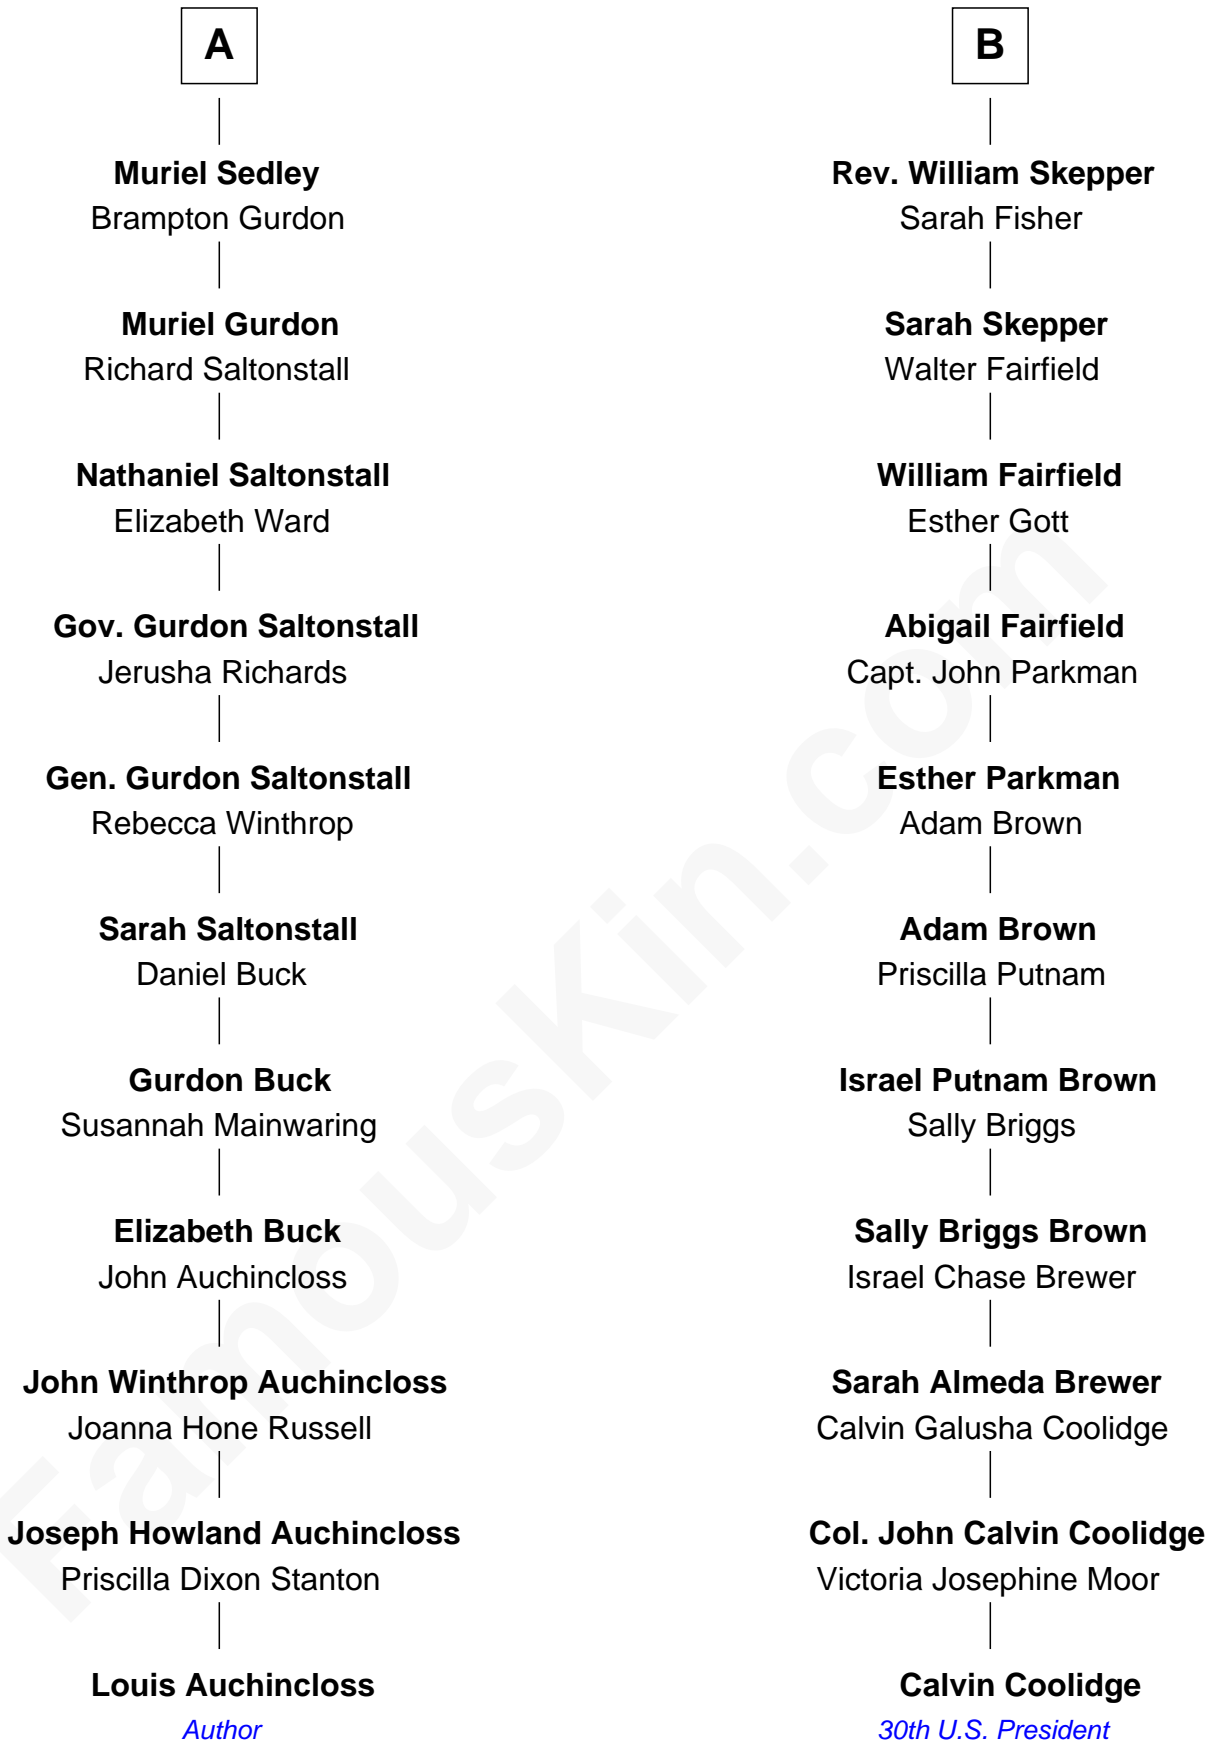 A
Muriel Sedley
Brampton Gurdon
Muriel Gurdon
Richard Saltonstall
Nathaniel Saltonstall
Elizabeth Ward
Gov. Gurdon Saltonstall
Jerusha Richards
Gen. Gurdon Saltonstall
Rebecca Winthrop
Sarah Saltonstall
Daniel Buck
Gurdon Buck
Susannah Mainwaring
Elizabeth Buck
John Auchincloss
John Winthrop Auchincloss
Joanna Hone Russell
Joseph Howland Auchincloss
Priscilla Dixon Stanton
Louis Auchincloss
Author
B
Rev. William Skepper
Sarah Fisher
Sarah Skepper
Walter Fairfield
William Fairfield
Esther Gott
Abigail Fairfield
Capt. John Parkman
Esther Parkman
Adam Brown
Adam Brown
Priscilla Putnam
Israel Putnam Brown
Sally Briggs
Sally Briggs Brown
Israel Chase Brewer
Sarah Almeda Brewer
Calvin Galusha Coolidge
Col. John Calvin Coolidge
Victoria Josephine Moor
Calvin Coolidge
30th U.S. President
FamousKin.com